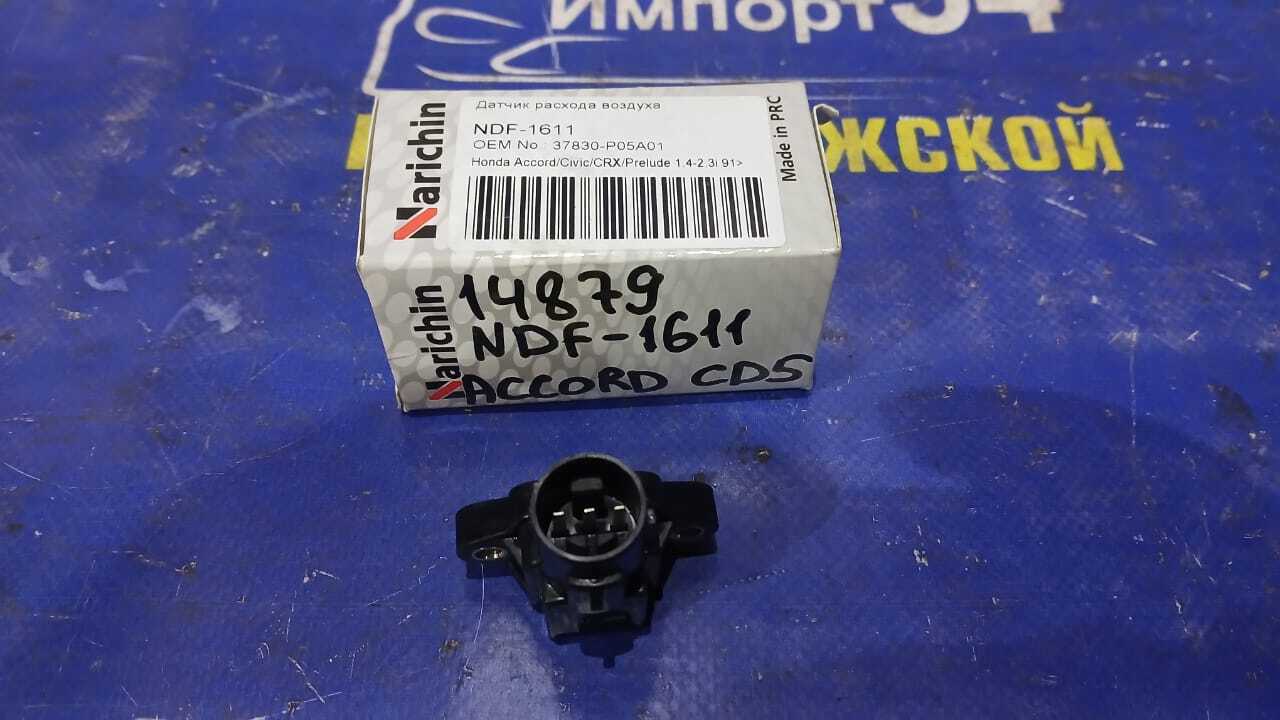 Импорт 34
ЖСКОЙ
Narichin
Датчик расхода воздуха
NDF-1611
OEM No : 37830-P05A01
Honda Accord/Civic/CRX/Prelude 1.4-2.3i 91>
Made in PRC
Narichin
14879
NDF-1611
ACCORD CD5